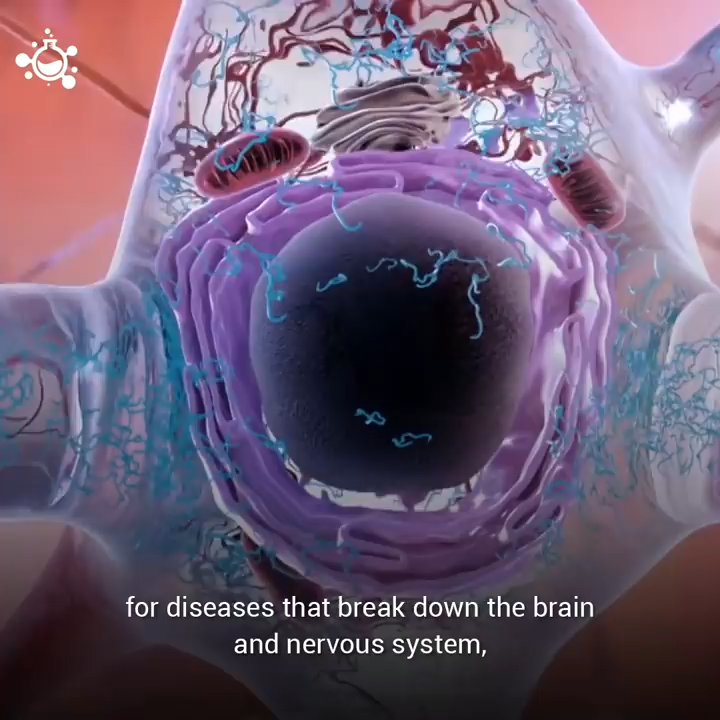 for diseases that break down the brain
and nervous system,